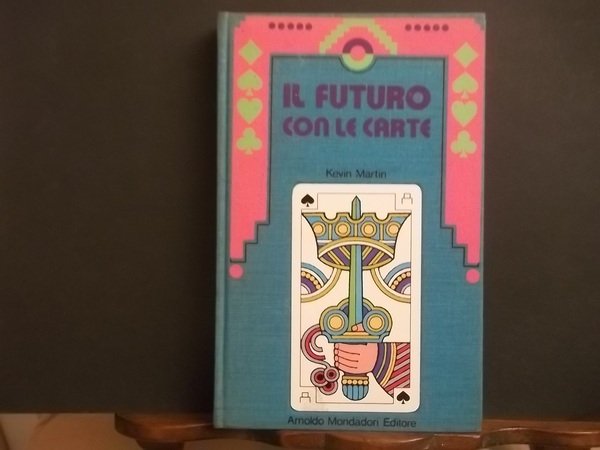 IL FUTURO
CON LE CARTE
Kevin Martin
Arnoldo Mondadori Editore